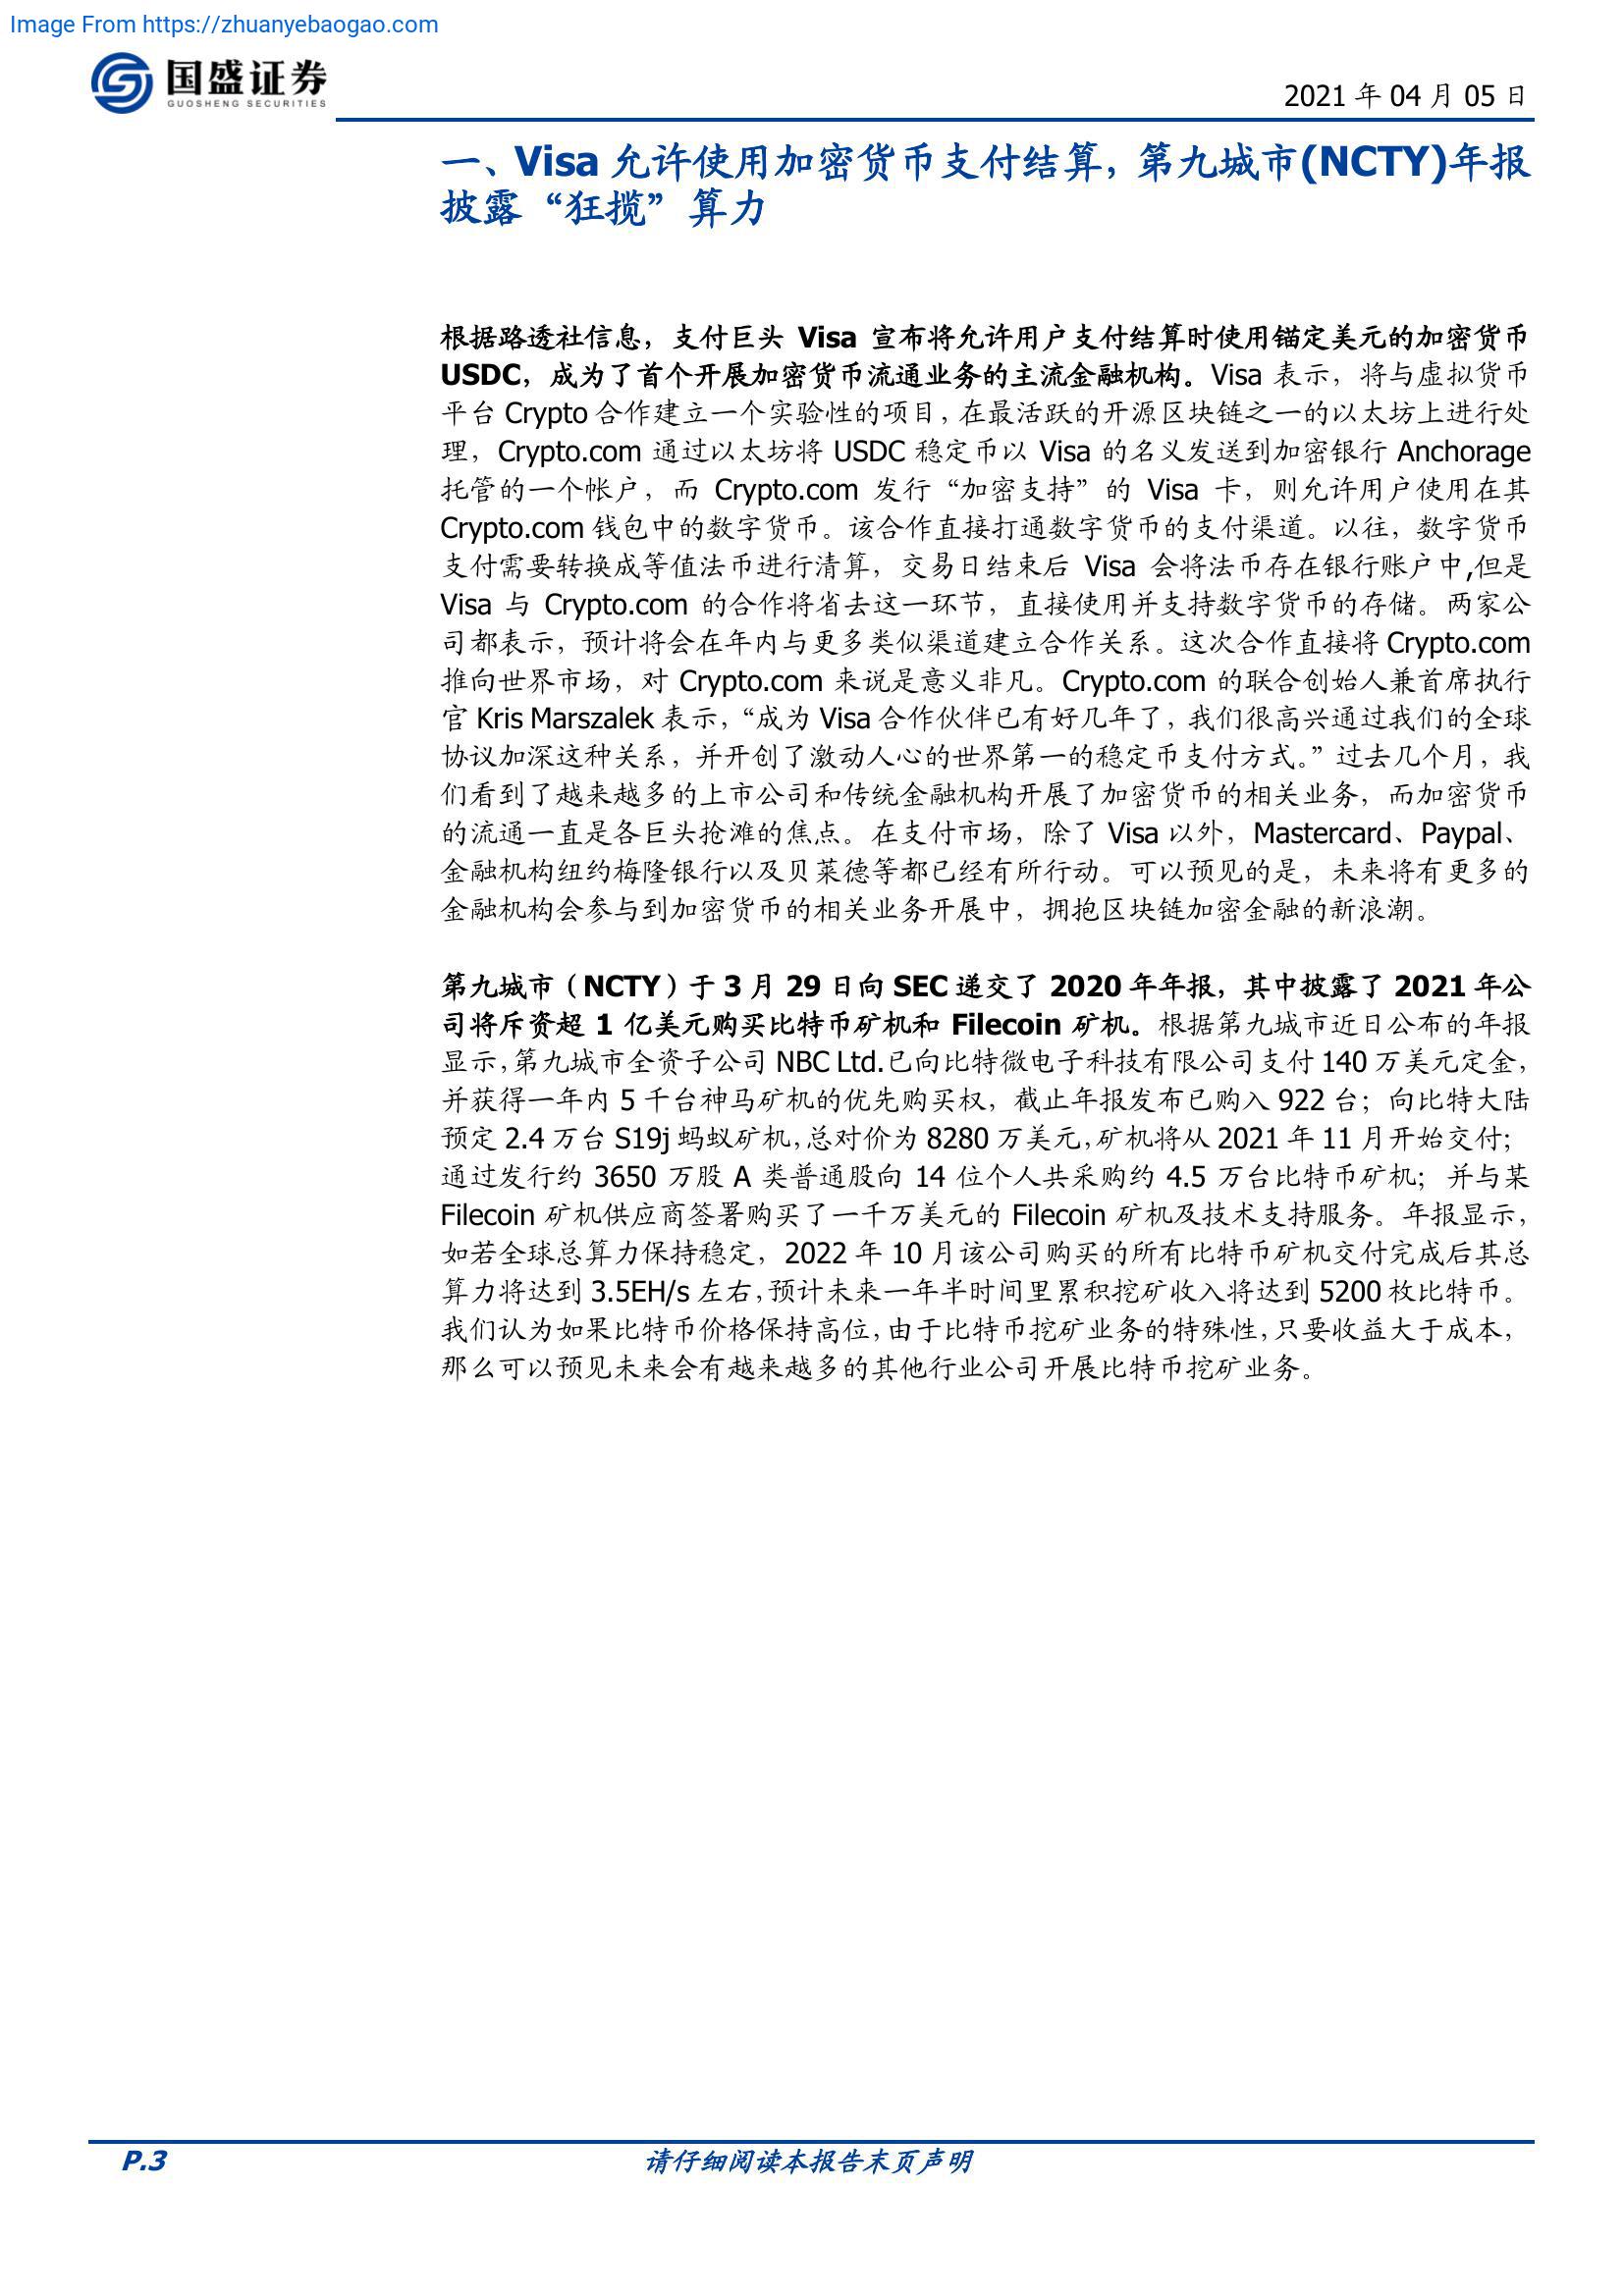 Image From https://zhuanyebaogao.com
国盛证券
GUOSHENG SECURITIES
2021 年 04 月 05 日
一、Visa 允许使用加密货币支付结算，第九城市(NCTY)年报
披露“狂揽”算力
根据路透社信息，支付巨头 Visa 宣布将允许用户支付结算时使用锚定美元的加密货币
USDC，成为了首个开展加密货币流通业务的主流金融机构。Visa 表示，将与虚拟货币
平台 Crypto 合作建立一个实验性的项目，在最活跃的开源区块链之一的以太坊上进行处
理，Crypto.com 通过以太坊将 USDC 稳定币以 Visa 的名义发送到加密银行 Anchorage
托管的一个帐户，而 Crypto.com 发行“加密支持”的 Visa 卡，则允许用户使用在其
Crypto.com 钱包中的数字货币。该合作直接打通数字货币的支付渠道。以往，数字货币
支付需要转换成等值法币进行清算，交易日结束后 Visa 会将法币存在银行账户中,但是
Visa 与 Crypto.com 的合作将省去这一环节，直接使用并支持数字货币的存储。两家公
司都表示，预计将会在年内与更多类似渠道建立合作关系。这次合作直接将 Crypto.com
推向世界市场，对 Crypto.com 来说是意义非凡。Crypto.com 的联合创始人兼首席执行
官 Kris Marszalek 表示，“成为 Visa 合作伙伴已有好几年了，我们很高兴通过我们的全球
协议加深这种关系，并开创了激动人心的世界第一的稳定币支付方式。”过去几个月，我
们看到了越来越多的上市公司和传统金融机构开展了加密货币的相关业务，而加密货币
的流通一直是各巨头抢滩的焦点。在支付市场，除了 Visa 以外，Mastercard、Paypal、
金融机构纽约梅隆银行以及贝莱德等都已经有所行动。可以预见的是，未来将有更多的
金融机构会参与到加密货币的相关业务开展中，拥抱区块链加密金融的新浪潮。
第九城市（NCTY）于 3 月 29 日向 SEC 递交了 2020 年年报，其中披露了 2021 年公
司将斥资超 1 亿美元购买比特币矿机和 Filecoin 矿机。根据第九城市近日公布的年报
显示，第九城市全资子公司 NBC Ltd.已向比特微电子科技有限公司支付 140 万美元定金，
并获得一年内 5 千台神马矿机的优先购买权，截止年报发布已购入 922 台；向比特大陆
预定 2.4 万台 S19j 蚂蚁矿机，总对价为 8280 万美元，矿机将从 2021 年 11 月开始交付；
通过发行约 3650 万股 A 类普通股向 14 位个人共采购约 4.5 万台比特币矿机；并与某
Filecoin 矿机供应商签署购买了一千万美元的 Filecoin 矿机及技术支持服务。年报显示，
如若全球总算力保持稳定，2022 年 10 月该公司购买的所有比特币矿机交付完成后其总
算力将达到 3.5EH/s 左右，预计未来一年半时间里累积挖矿收入将达到 5200 枚比特币。
我们认为如果比特币价格保持高位，由于比特币挖矿业务的特殊性，只要收益大于成本，
那么可以预见未来会有越来越多的其他行业公司开展比特币挖矿业务。
P.3
请仔细阅读本报告末页声明